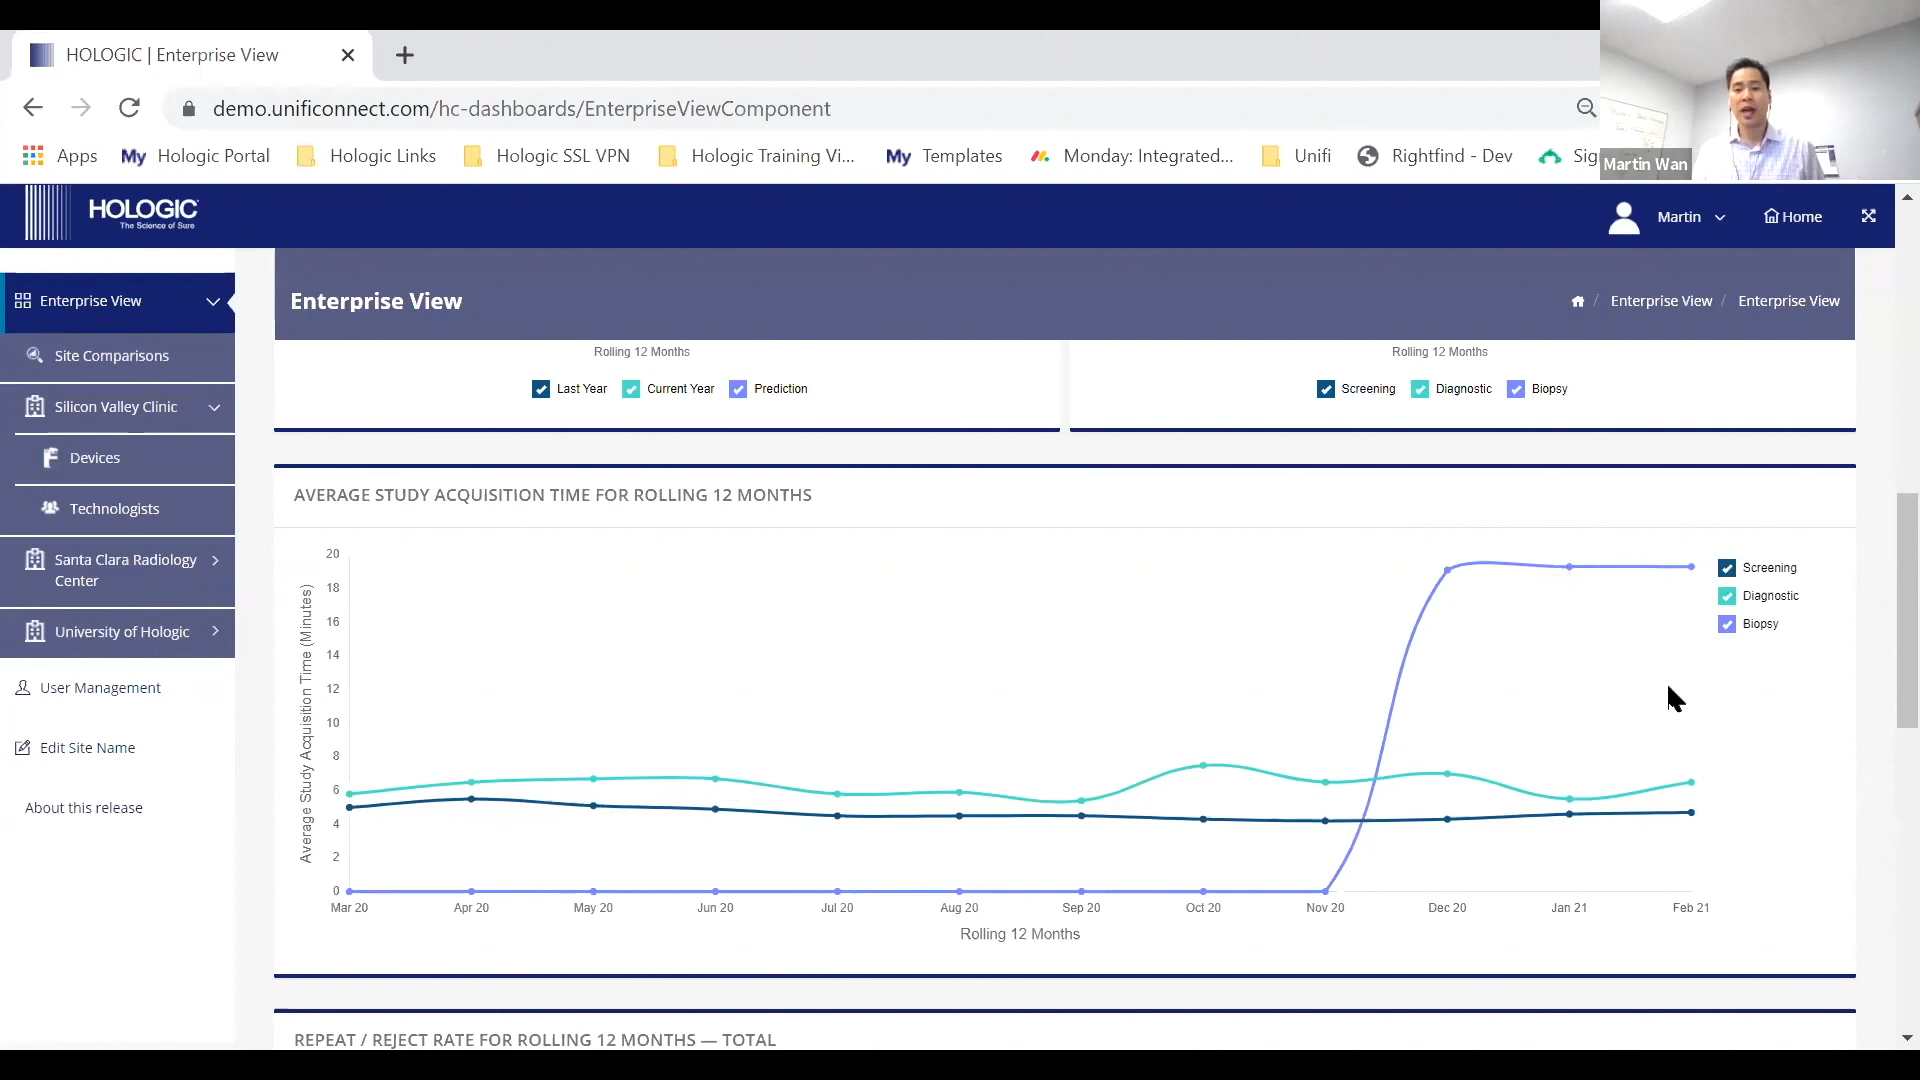 HOLOGIC | Enterprise View
demo.unificonnect.com/hc-dashboards/EnterpriseViewComponent
Apps My Hologic Portal Hologic Links Hologic SSL VPN Hologic Training Vi... My Templates Monday: Integrated... Unifi Rightfind - Dev Sig
Martin Wan
HOLOGIC
The Science of Sure
Martin Home
Enterprise View
Site Comparisons
Silicon Valley Clinic
Devices
Technologists
Santa Clara Radiology
Center
University of Hologic
User Management
Edit Site Name
About this release
Enterprise View
Enterprise View / Enterprise View
Rolling 12 Months
Last Year Current Year Prediction
Rolling 12 Months
Screening Diagnostic Biopsy
AVERAGE STUDY ACQUISITION TIME FOR ROLLING 12 MONTHS
Average Study Acquisition Time (Minutes)
20
18
16
14
12
10
8
6
4
2
0
Mar 20 Apr 20 May 20 Jun 20 Jul 20 Aug 20 Sep 20 Oct 20 Nov 20 Dec 20 Jan 21 Feb 21
Rolling 12 Months
Screening
Diagnostic
Biopsy
REPEAT / REJECT RATE FOR ROLLING 12 MONTHS — TOTAL